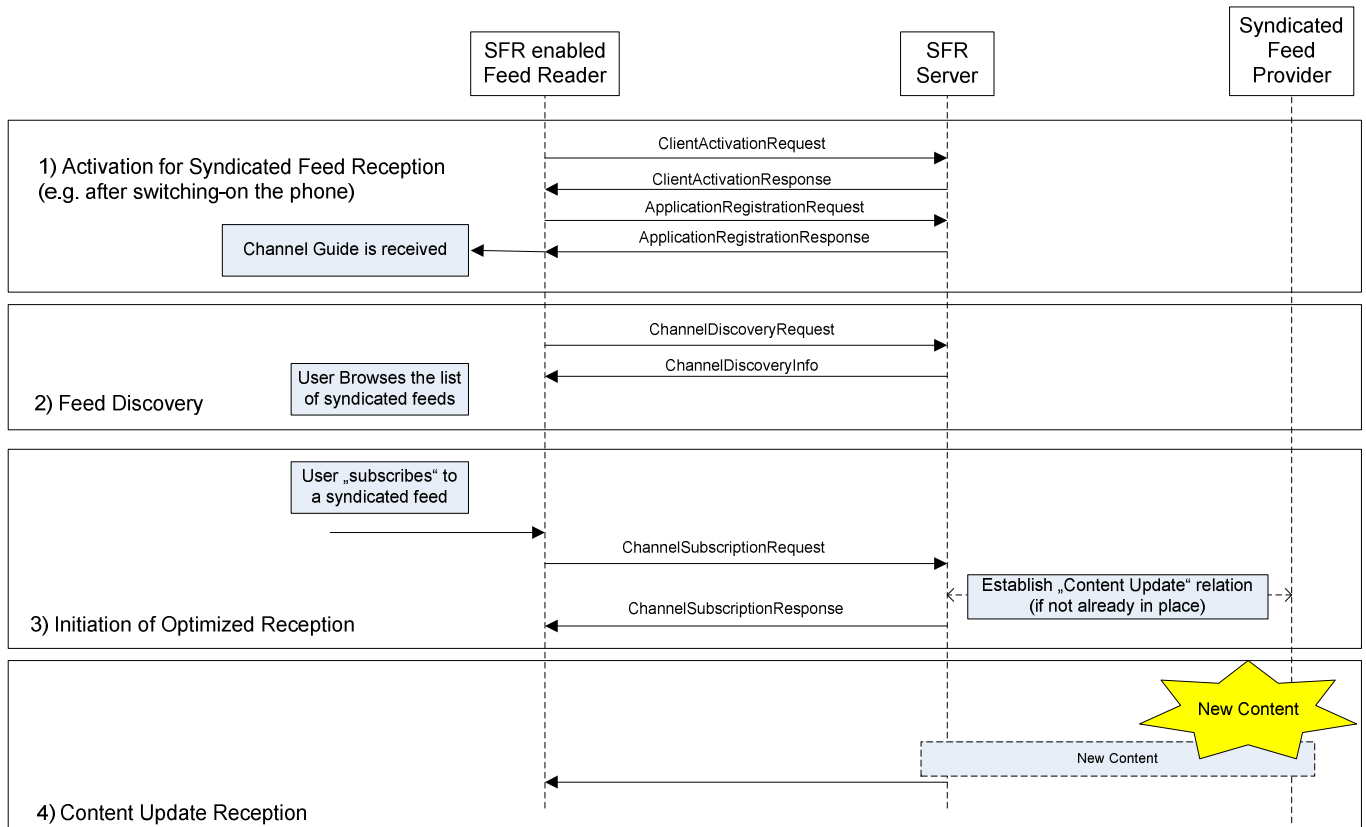 SFR enabled
Feed Reader
SFR
Server
Syndicated
Feed
Provider
1) Activation for Syndicated Feed Reception
(e.g. after switching-on the phone)
ClientActivationRequest
ClientActivationResponse
ApplicationRegistrationRequest
ApplicationRegistrationResponse
Channel Guide is received
ChannelDiscoveryRequest
ChannelDiscoveryInfo
User Browses the list
of syndicated feeds
2) Feed Discovery
User „subscribes“ to
a syndicated feed
ChannelSubscriptionRequest
Establish „Content Update“ relation
(if not already in place)
ChannelSubscriptionResponse
3) Initiation of Optimized Reception
New Content
New Content
4) Content Update Reception